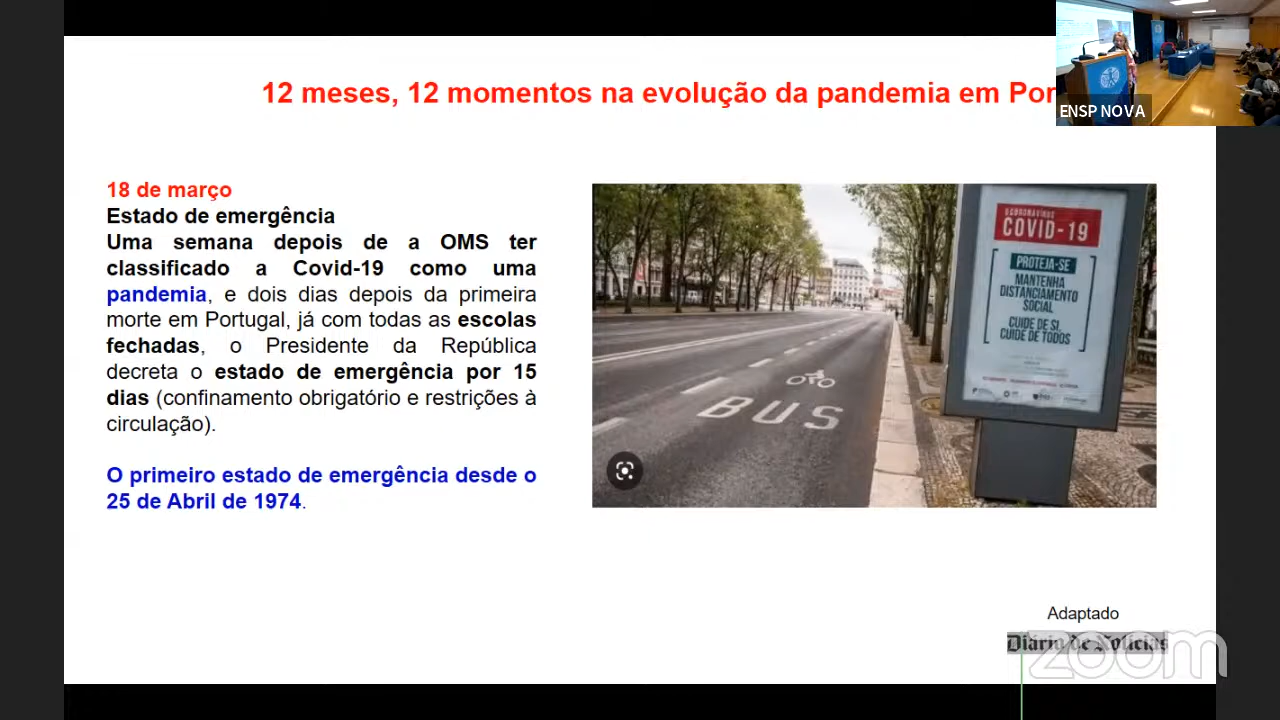 12 meses, 12 momentos na evolução da pandemia em Por
ENSP NOVA
18 de março
Estado de emergência
Uma semana depois de a OMS ter
classificado a Covid-19 como uma
pandemia, e dois dias depois da primeira
morte em Portugal, já com todas as escolas
fechadas, o Presidente da República
decreta o estado de emergência por 15
dias (confinamento obrigatório e restrições à
circulação).
O primeiro estado de emergência desde o
25 de Abril de 1974.
COVID-19
PROTEJA-SE
MANTENHA
DISTANCIAMENTO
SOCIAL
CUIDE DE SI,
CUIDE DE TODOS
BUS
Adaptado
Diário de Notícias
zoom